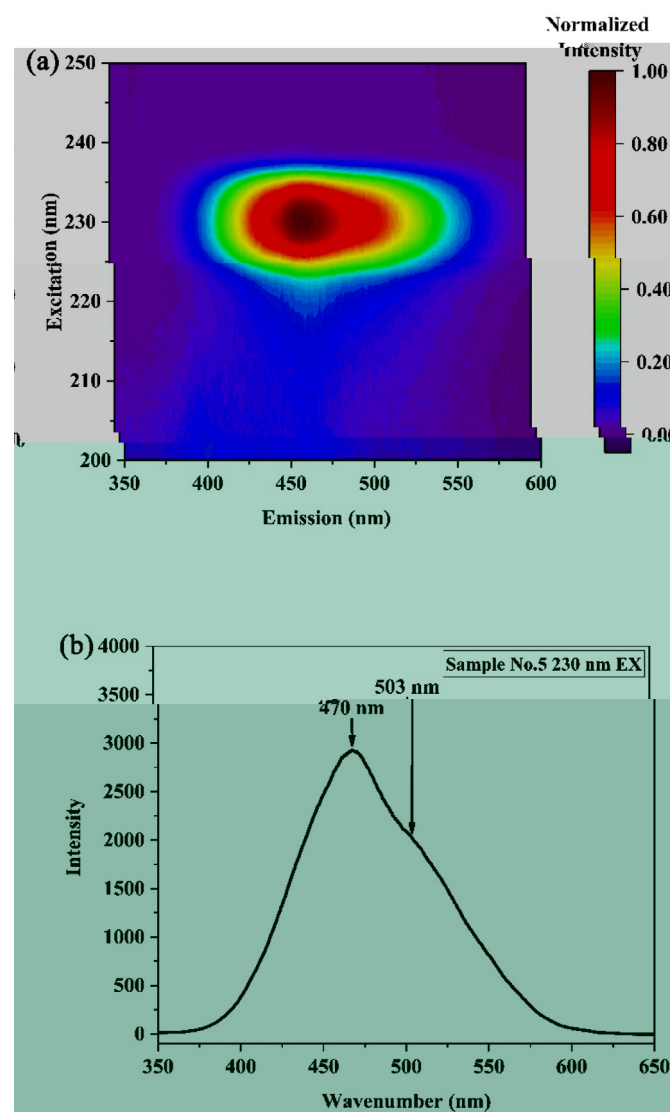 Normalized
Intensity
(a)
250
240
230
220
210
200
Excitation (nm)
350 400 450 500 550 600
Emission (nm)
1.00
0.80
0.60
0.40
0.20
0.00
(b)
4000
3500
3000
2500
2000
1500
1000
500
0
Intensity
Sample No.5 230 nm EX
503 nm
470 nm
350 400 450 500 550 600 650
Wavenumber (nm)